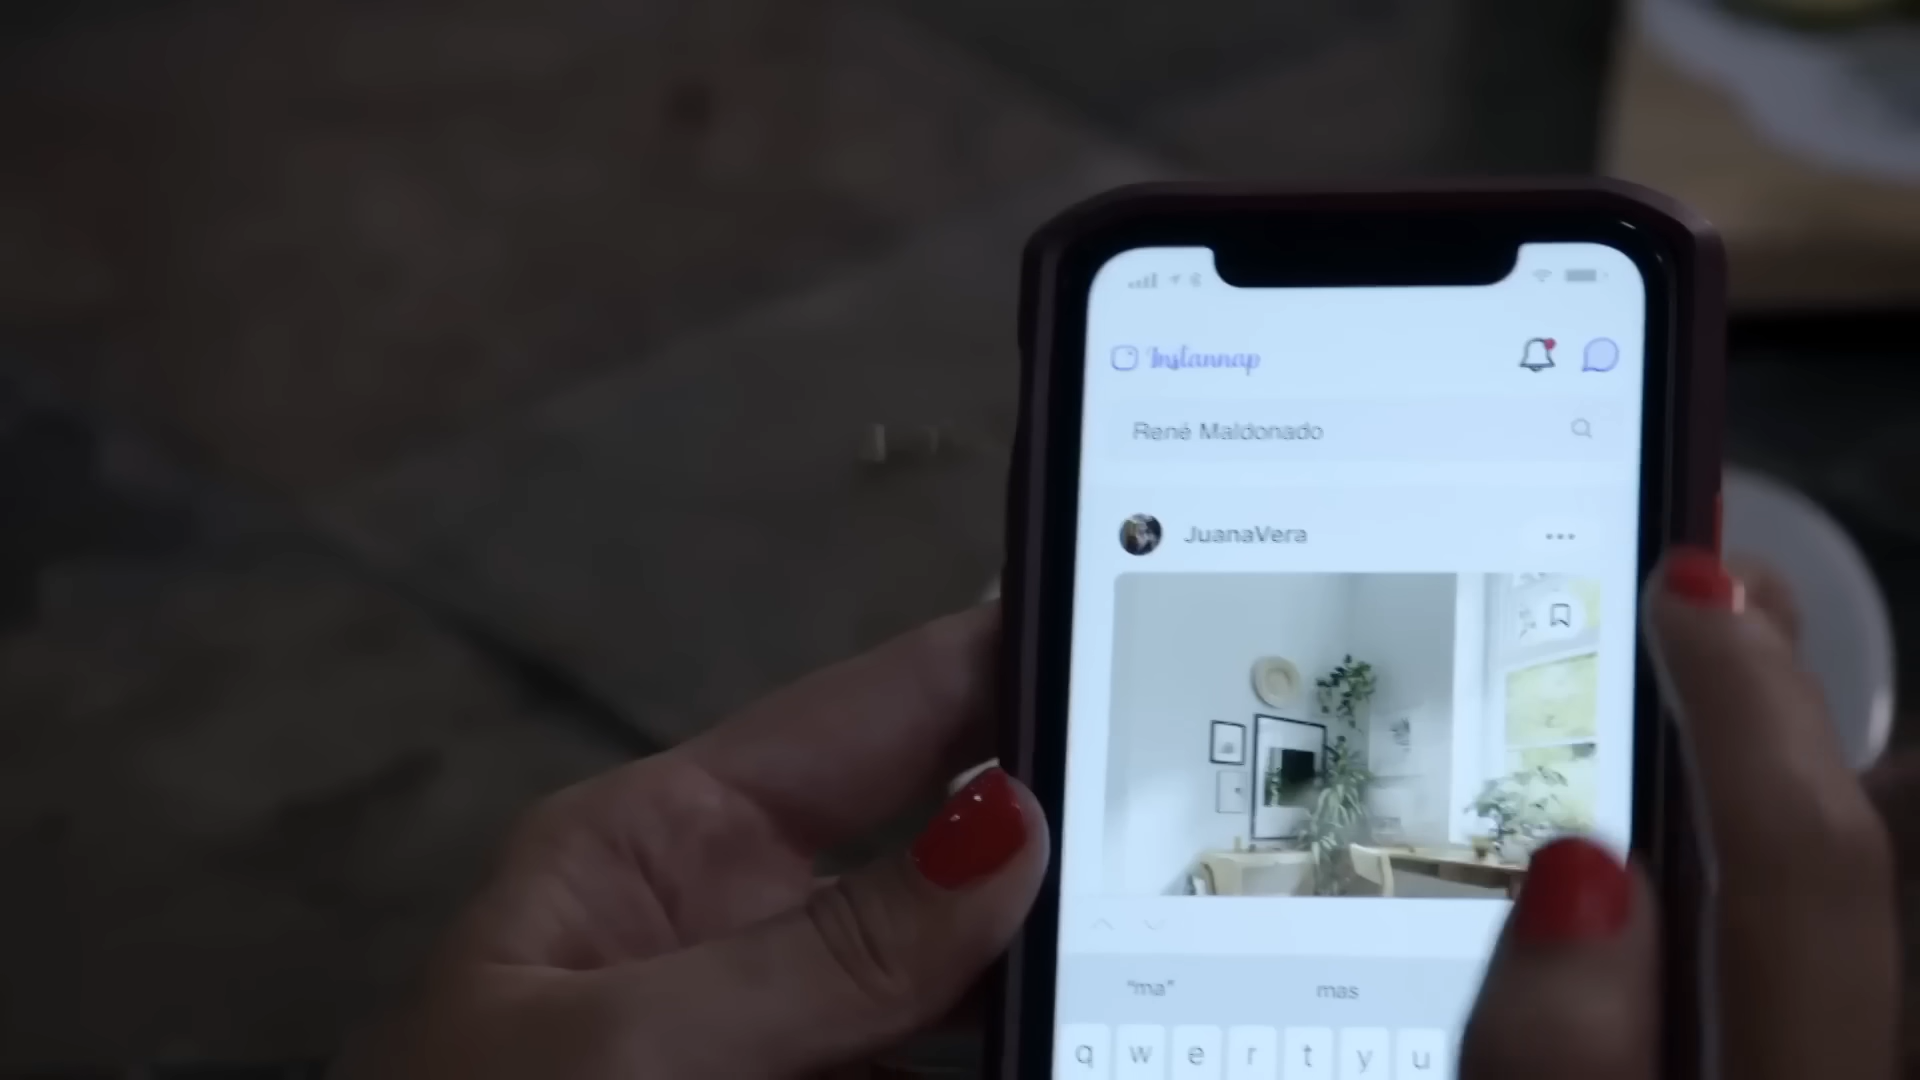 Instannap
René Maldonado
JuanaVera
"ma" mas
q w e r t y u